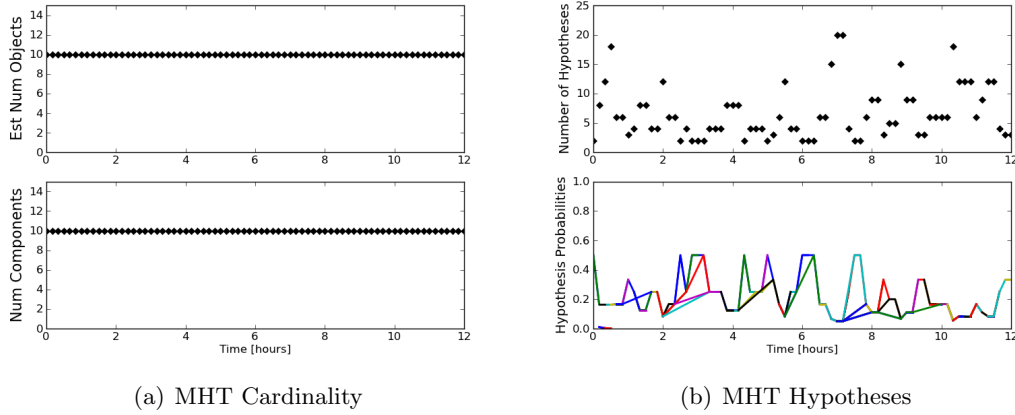 Est Num Objects
14
12
10
8
6
4
2
0
0 2 4 6 8 10 12
Num Components
14
12
10
8
6
4
2
0
0 2 4 6 8 10 12
Time [hours]
(a) MHT Cardinality
Number of Hypotheses
25
20
15
10
5
0
0 2 4 6 8 10 12
Hypothesis Probabilities
1.0
0.8
0.6
0.4
0.2
0.0
0 2 4 6 8 10 12
Time [hours]
(b) MHT Hypotheses